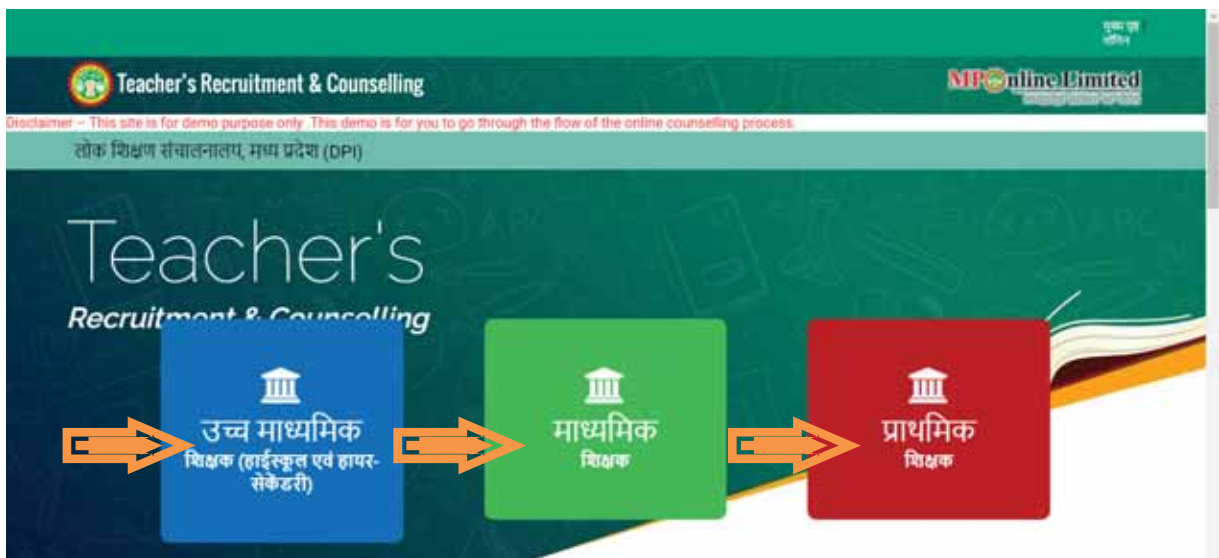 मुख्य पृष्ठ
लॉगिन
Teacher's Recruitment & Counselling
MPOnline Limited
Disclaimer – This site is for demo purpose only .This demo is for you to go through the flow of the online counselling process.
लोक शिक्षण संचालनालय, मध्य प्रदेश (DPI)
Teacher's
Recruitment & Counselling
उच्च माध्यमिक
शिक्षक (हाईस्कूल एवं हायर-
सेकेंडरी)
माध्यमिक
शिक्षक
प्राथमिक
शिक्षक